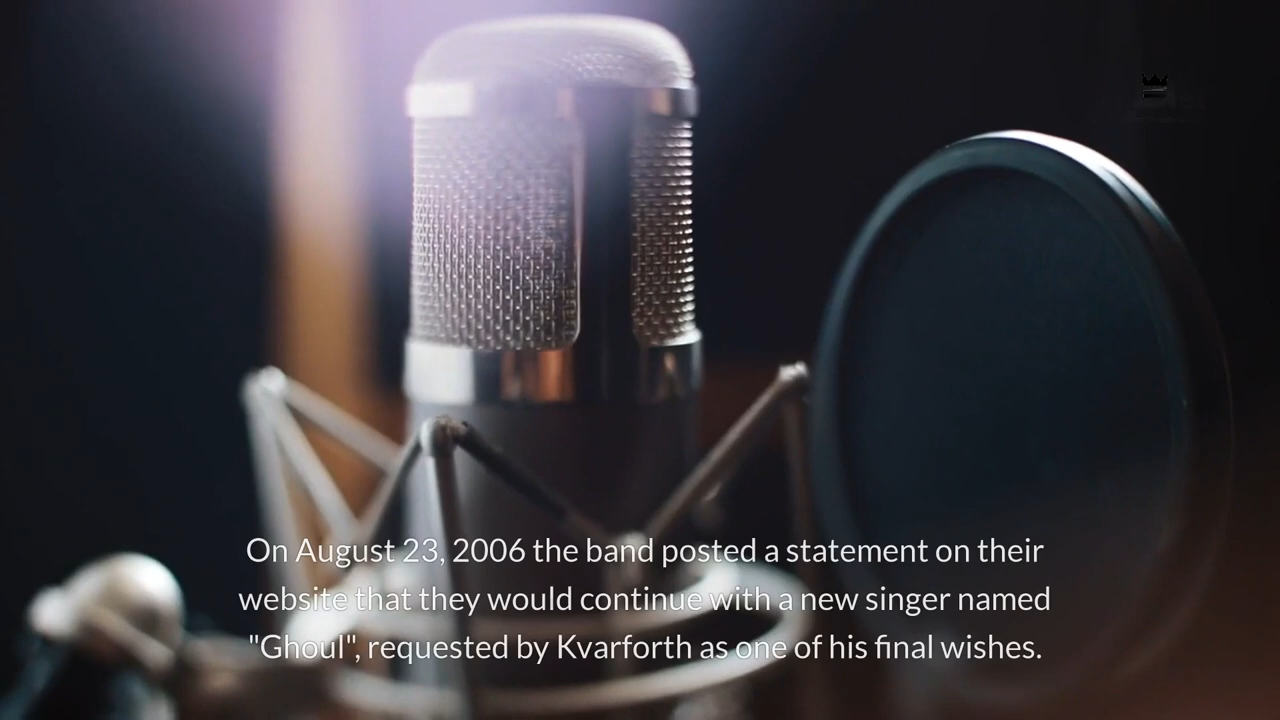 On August 23, 2006 the band posted a statement on their
website that they would continue with a new singer named
"Ghoul", requested by Kvarforth as one of his final wishes.